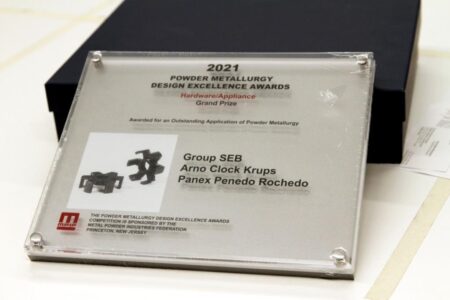 2021
POWDER METALLURGY
DESIGN EXCELLENCE AWARDS
Hardware/Appliance
Grand Prize
Awarded for an Outstanding Application of Powder Metallurgy
Group SEB
Arno Clock Krups
Panex Penedo Rochedo
THE POWDER METALLURGY DESIGN EXCELLENCE AWARDS
COMPETITION IS SPONSORED BY THE
METAL POWDER INDUSTRIES FEDERATION
PRINCETON, NEW JERSEY